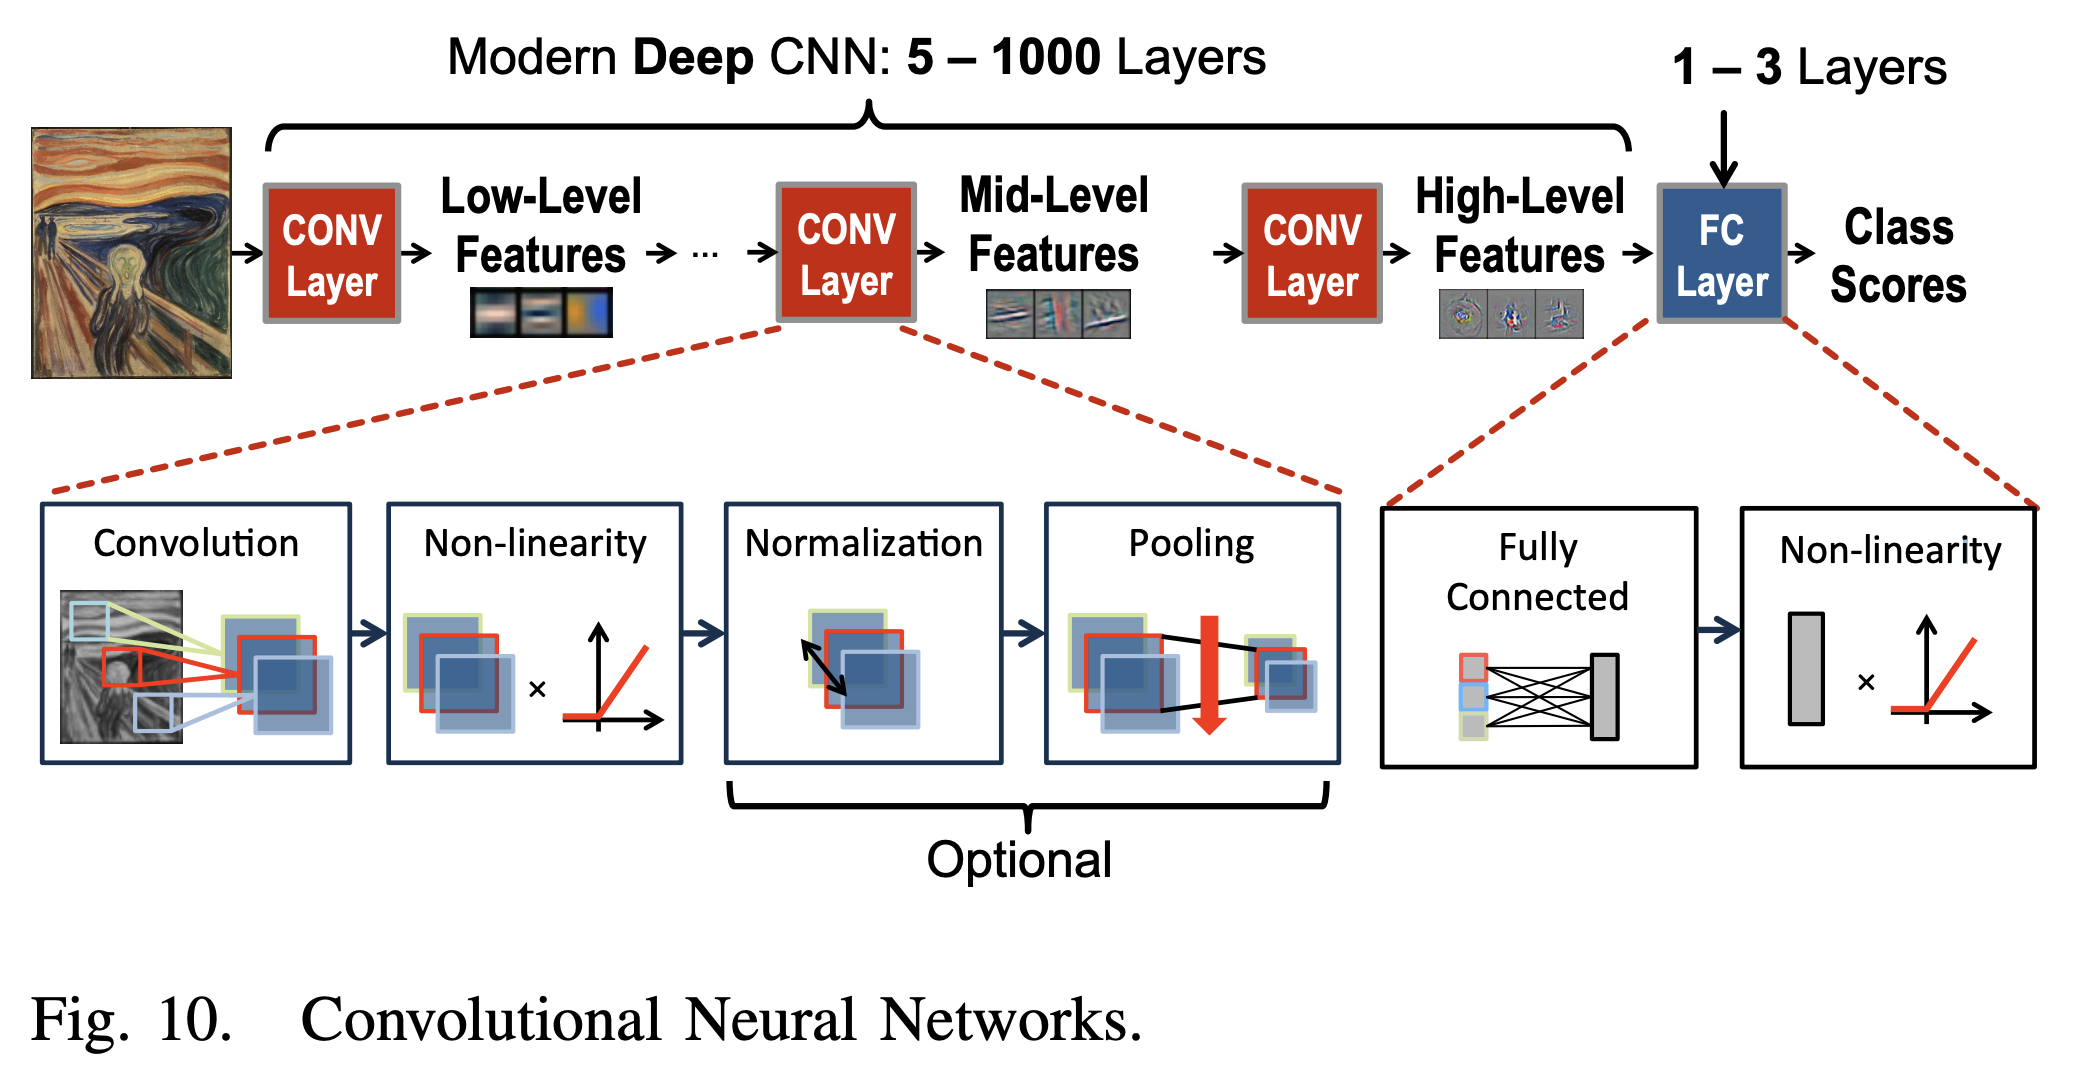 Modern Deep CNN: 5 – 1000 Layers
1 – 3 Layers
CONV
Layer
Low-Level
Features
...
CONV
Layer
Mid-Level
Features
CONV
Layer
High-Level
Features
FC
Layer
Class
Scores
Convolution
Non-linearity
×
Normalization
Pooling
Fully
Connected
Non-linearity
×
Optional
Fig. 10. Convolutional Neural Networks.